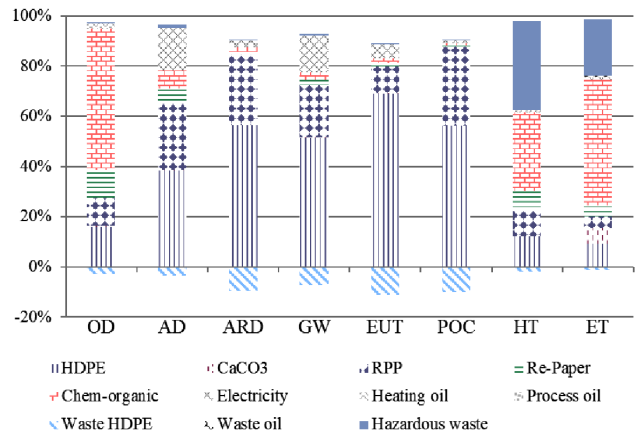 100%
80%
60%
40%
20%
0%
-20%
OD AD ARD GW EUT POC HT ET
HDPE CaCO3 RPP Re-Paper
Chem-organic Electricity Heating oil Process oil
Waste HDPE Waste oil Hazardous waste